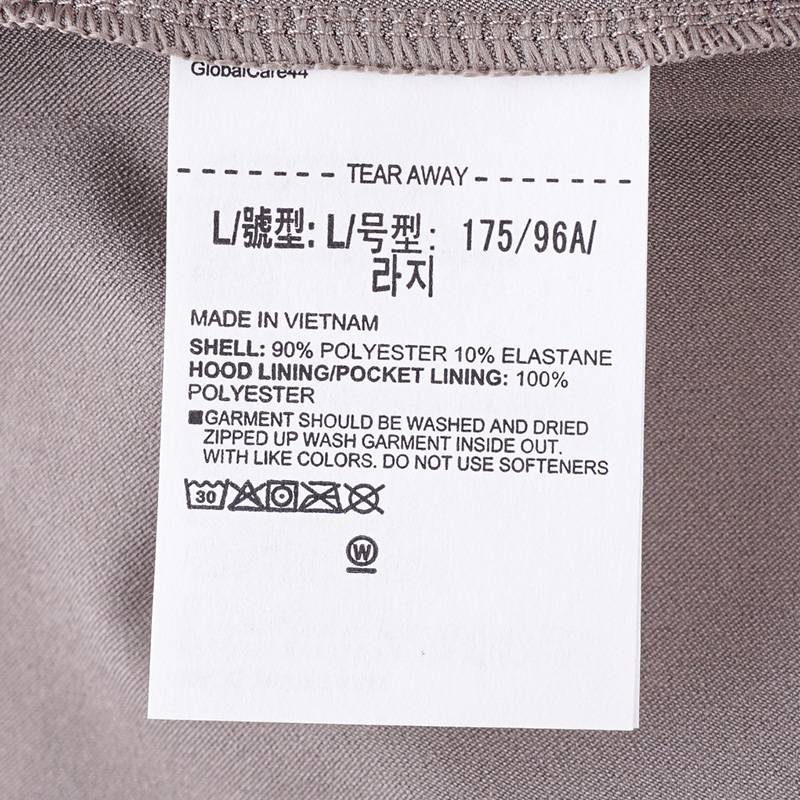 GlobalCare44
- - - - - - - TEAR AWAY - - - - - - -
L/號型: L/号型: 175/96A/
라지
MADE IN VIETNAM
SHELL: 90% POLYESTER 10% ELASTANE
HOOD LINING/POCKET LINING: 100%
POLYESTER
■GARMENT SHOULD BE WASHED AND DRIED
ZIPPED UP WASH GARMENT INSIDE OUT.
WITH LIKE COLORS. DO NOT USE SOFTENERS
30
W